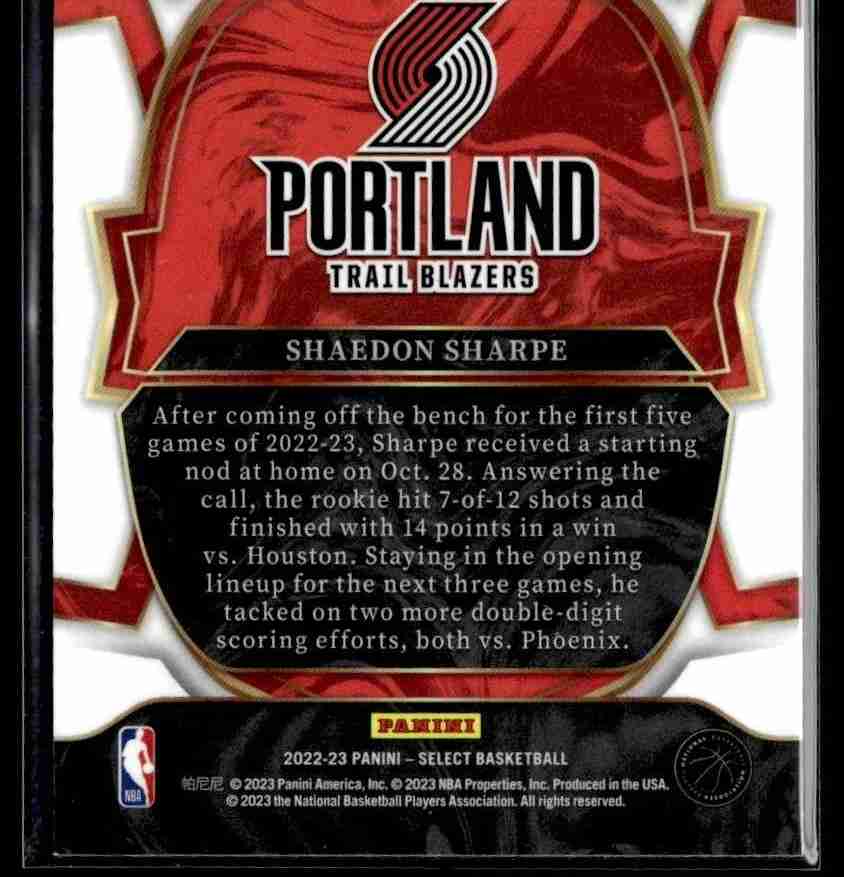 PORTLAND
TRAIL BLAZERS
SHAEDON SHARPE
After coming off the bench for the first five
games of 2022-23, Sharpe received a starting
nod at home on Oct. 28. Answering the
call, the rookie hit 7-of-12 shots and
finished with 14 points in a win
vs. Houston. Staying in the opening
lineup for the next three games, he
tacked on two more double-digit
scoring efforts, both vs. Phoenix.
PANINI
2022-23 PANINI – SELECT BASKETBALL
帕尼尼 © 2023 Panini America, Inc. © 2023 NBA Properties, Inc. Produced in the USA.
© 2023 the National Basketball Players Association. All rights reserved.
NBA
NATIONAL BASKETBALL PLAYERS ASSOCIATION